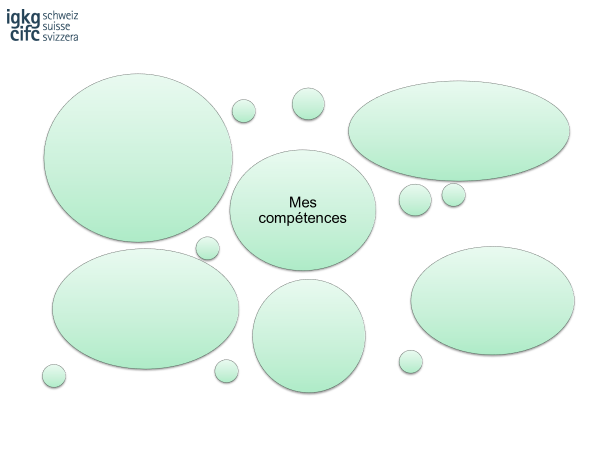 igkg schweiz
cifc suisse
svizzera
Mes
compétences